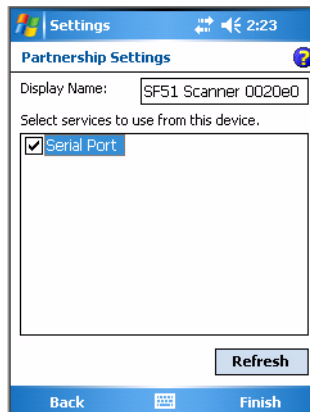 Settings 2:23
Partnership Settings ?
Display Name: SF51 Scanner 0020e0
Select services to use from this device.
Serial Port
Refresh
Back Finish